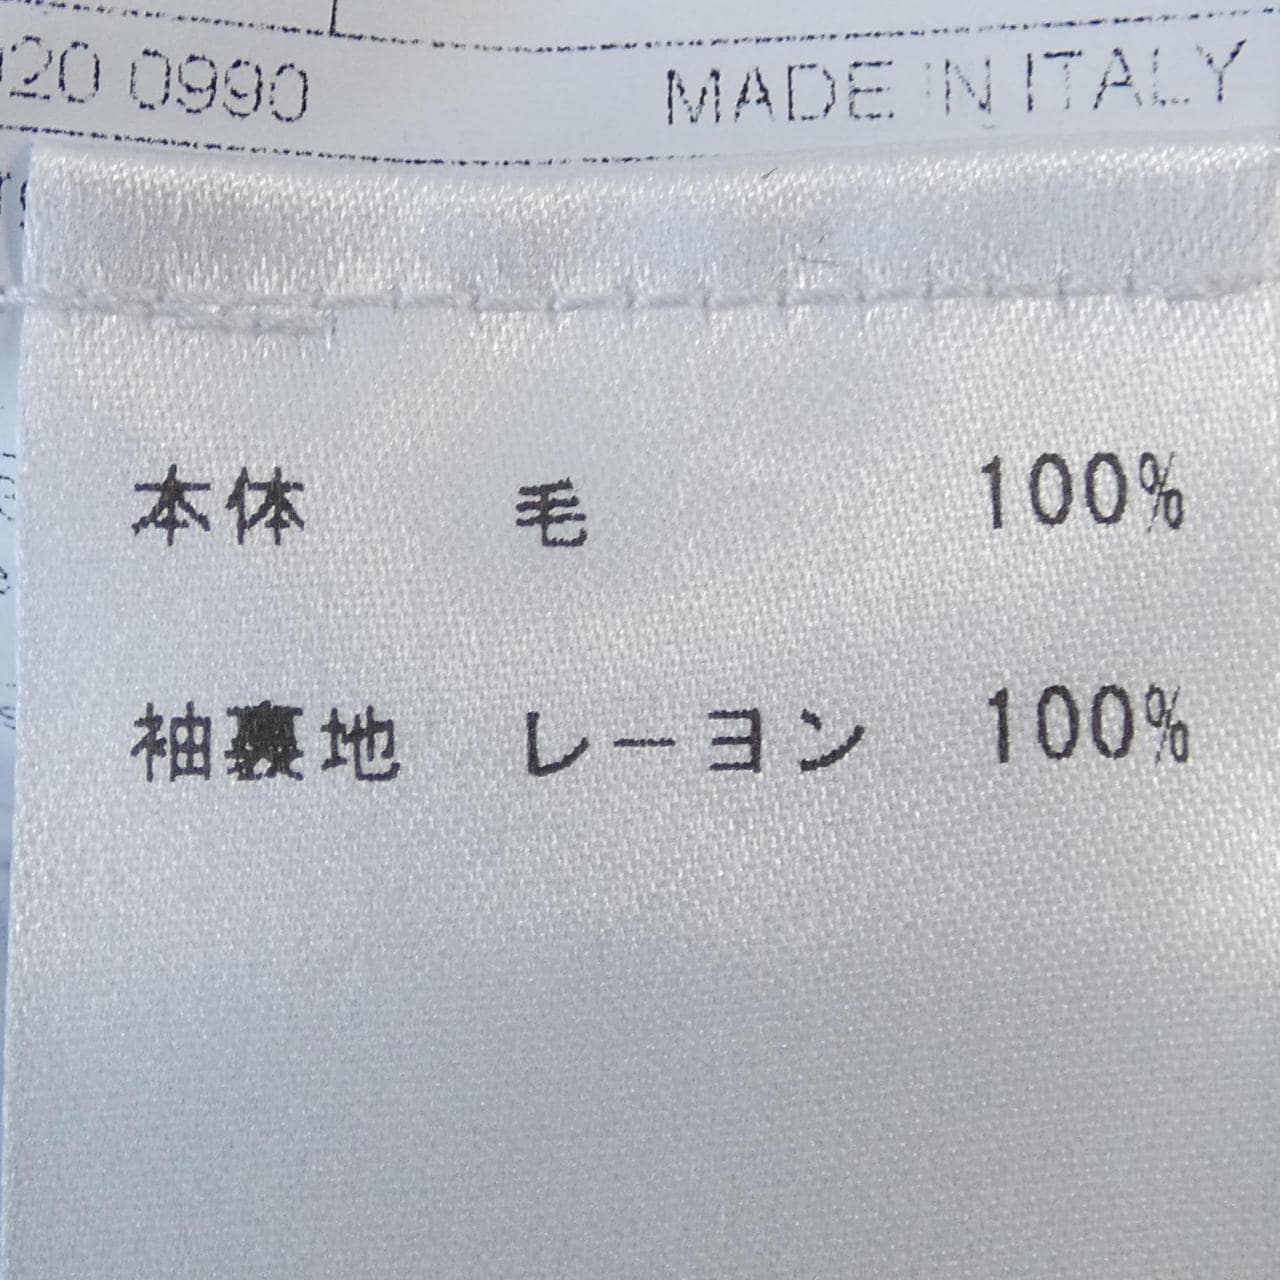 20 0990 MADE IN ITALY
本体 毛 100%
袖裏地 レーヨン 100%